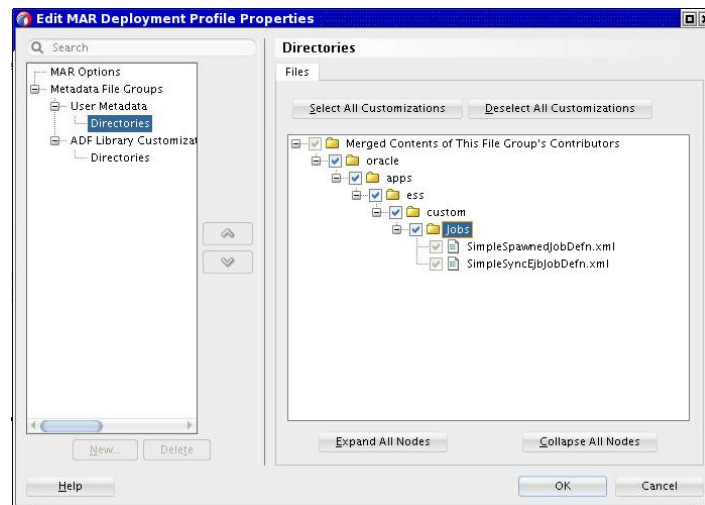 Edit MAR Deployment Profile Properties
Search
MAR Options
Metadata File Groups
User Metadata
Directories
ADF Library Customizat
Directories
New...
Delete
Directories
Files
Select All Customizations
Deselect All Customizations
Merged Contents of This File Group's Contributors
oracle
apps
ess
custom
Jobs
SimpleSpawnedJobDefn.xml
SimpleSyncEjbJobDefn.xml
Expand All Nodes
Collapse All Nodes
Help
OK
Cancel